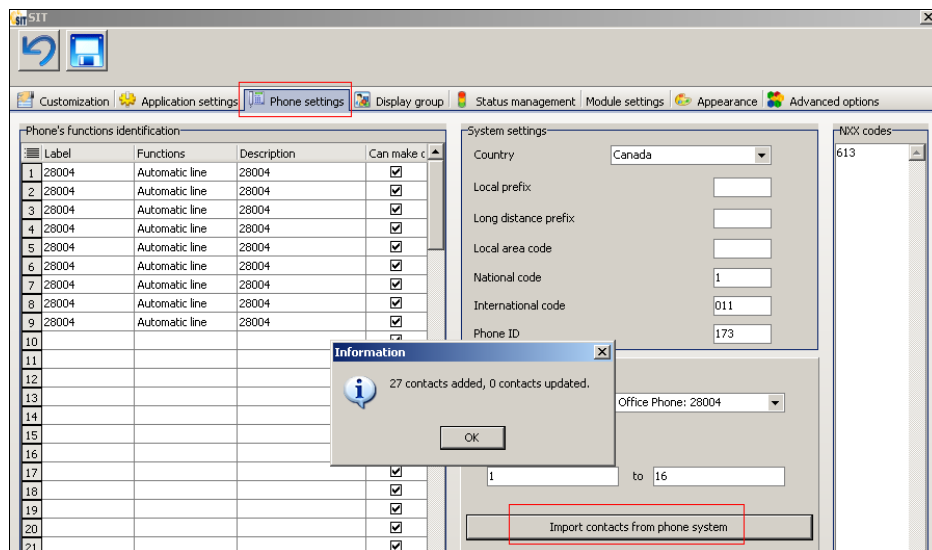 SIT SIT
Customization Application settings Phone settings Display group Status management Module settings Appearance Advanced options
Phone's functions identification
Label Functions Description Can make c
1 28004 Automatic line 28004
2 28004 Automatic line 28004
3 28004 Automatic line 28004
4 28004 Automatic line 28004
5 28004 Automatic line 28004
6 28004 Automatic line 28004
7 28004 Automatic line 28004
8 28004 Automatic line 28004
9 28004 Automatic line 28004
10
11
12
13
14
15
16
17
18
19
20
21
System settings
Country Canada
Local prefix
Long distance prefix
Local area code
National code 1
International code 011
Phone ID 173
NXX codes
613
Information
27 contacts added, 0 contacts updated.
OK
Office Phone: 28004
1 to 16
Import contacts from phone system